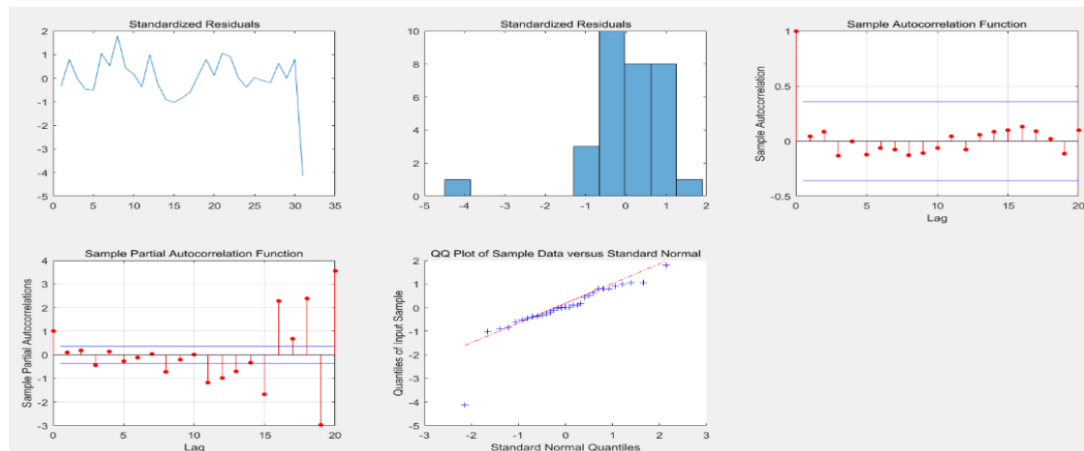 Standardized Residuals
2
1
0
-1
-2
-3
-4
-5
0 5 10 15 20 25 30 35
Standardized Residuals
10
8
6
4
2
0
-5 -4 -3 -2 -1 0 1 2
Sample Autocorrelation Function
Sample Autocorrelation
1
0.5
0
-0.5
0 5 10 15 20
Lag
Sample Partial Autocorrelation Function
Sample Partial Autocorrelations
4
3
2
1
0
-1
-2
-3
0 5 10 15 20
Lag
QQ Plot of Sample Data versus Standard Normal
Quantiles of Input Sample
2
1
0
-1
-2
-3
-4
-5
-3 -2 -1 0 1 2 3
Standard Normal Quantiles